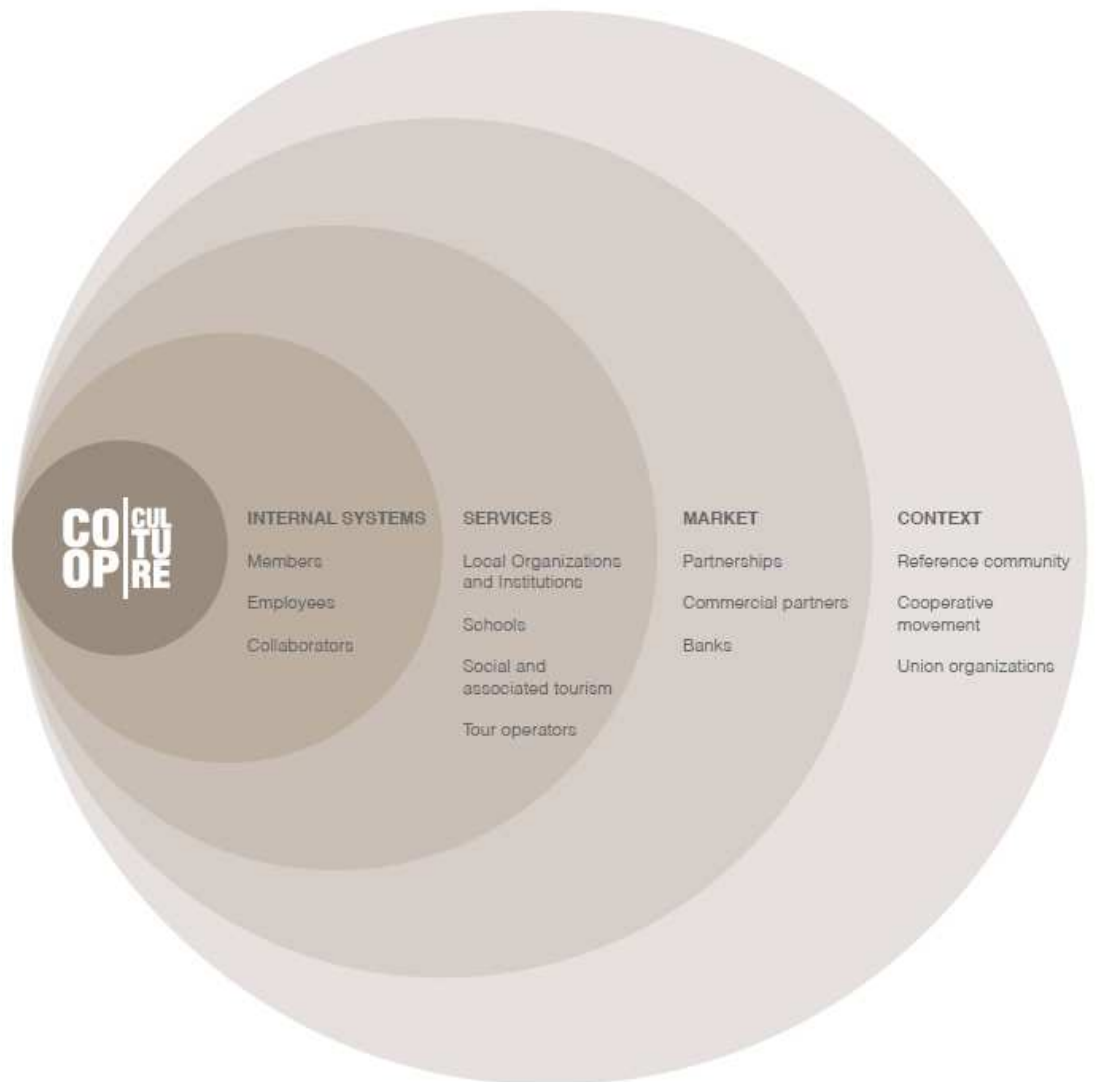 CO
OP
CUL
TU
RE
INTERNAL SYSTEMS
Members
Employees
Collaborators
SERVICES
Local Organizations
and Institutions
Schools
Social and
associated tourism
Tour operators
MARKET
Partnerships
Commercial partners
Banks
CONTEXT
Reference community
Cooperative
movement
Union organizations